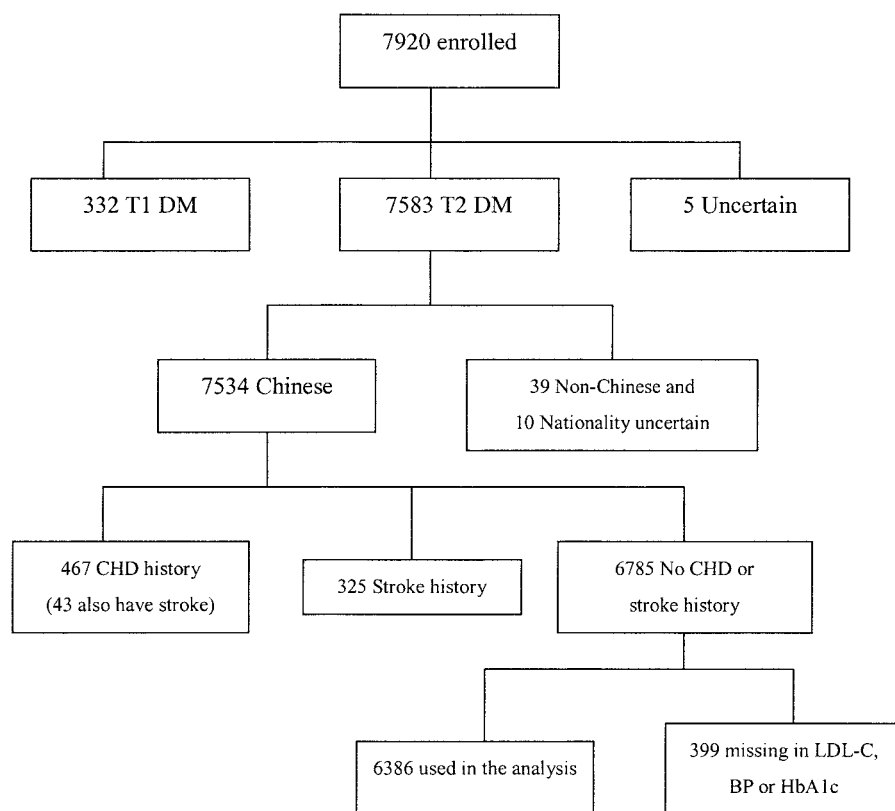 7920 enrolled
332 T1 DM
7583 T2 DM
5 Uncertain
7534 Chinese
39 Non-Chinese and
10 Nationality uncertain
467 CHD history
(43 also have stroke)
325 Stroke history
6785 No CHD or
stroke history
6386 used in the analysis
399 missing in LDL-C,
BP or HbA1c